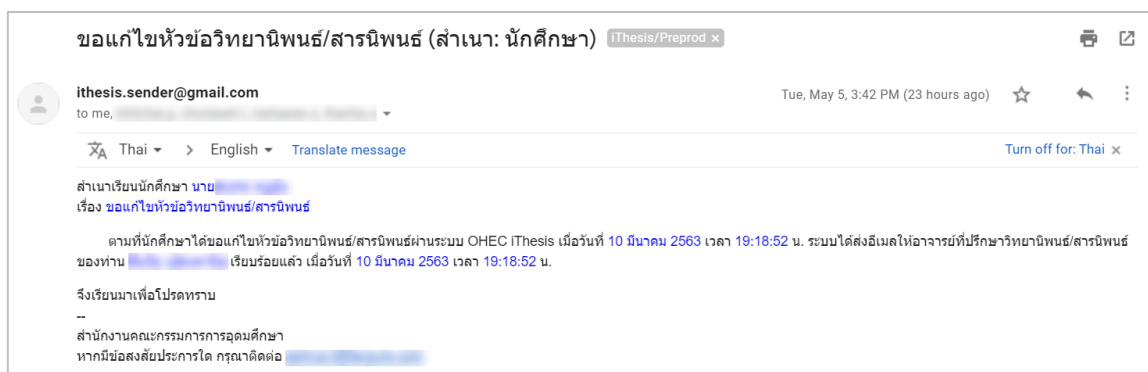 ขอแก้ไขหัวข้อวิทยานิพนธ์/สารนิพนธ์ (สำเนา: นักศึกษา) iThesis/Preprod ×
ithesis.sender@gmail.com
Tue, May 5, 3:42 PM (23 hours ago)
to me,
Thai > English Translate message
Turn off for: Thai ×
สำเนาเรียนนักศึกษา นาย
เรื่อง ขอแก้ไขหัวข้อวิทยานิพนธ์/สารนิพนธ์
ตามที่นักศึกษาได้ขอแก้ไขหัวข้อวิทยานิพนธ์/สารนิพนธ์ผ่านระบบ OHEC iThesis เมื่อวันที่ 10 มีนาคม 2563 เวลา 19:18:52 น. ระบบได้ส่งอีเมลให้อาจารย์ที่ปรึกษาวิทยานิพนธ์/สารนิพนธ์
ของท่าน เรียบร้อยแล้ว เมื่อวันที่ 10 มีนาคม 2563 เวลา 19:18:52 น.
จึงเรียนมาเพื่อโปรดทราบ
--
สำนักงานคณะกรรมการการอุดมศึกษา
หากมีข้อสงสัยประการใด กรุณาติดต่อ